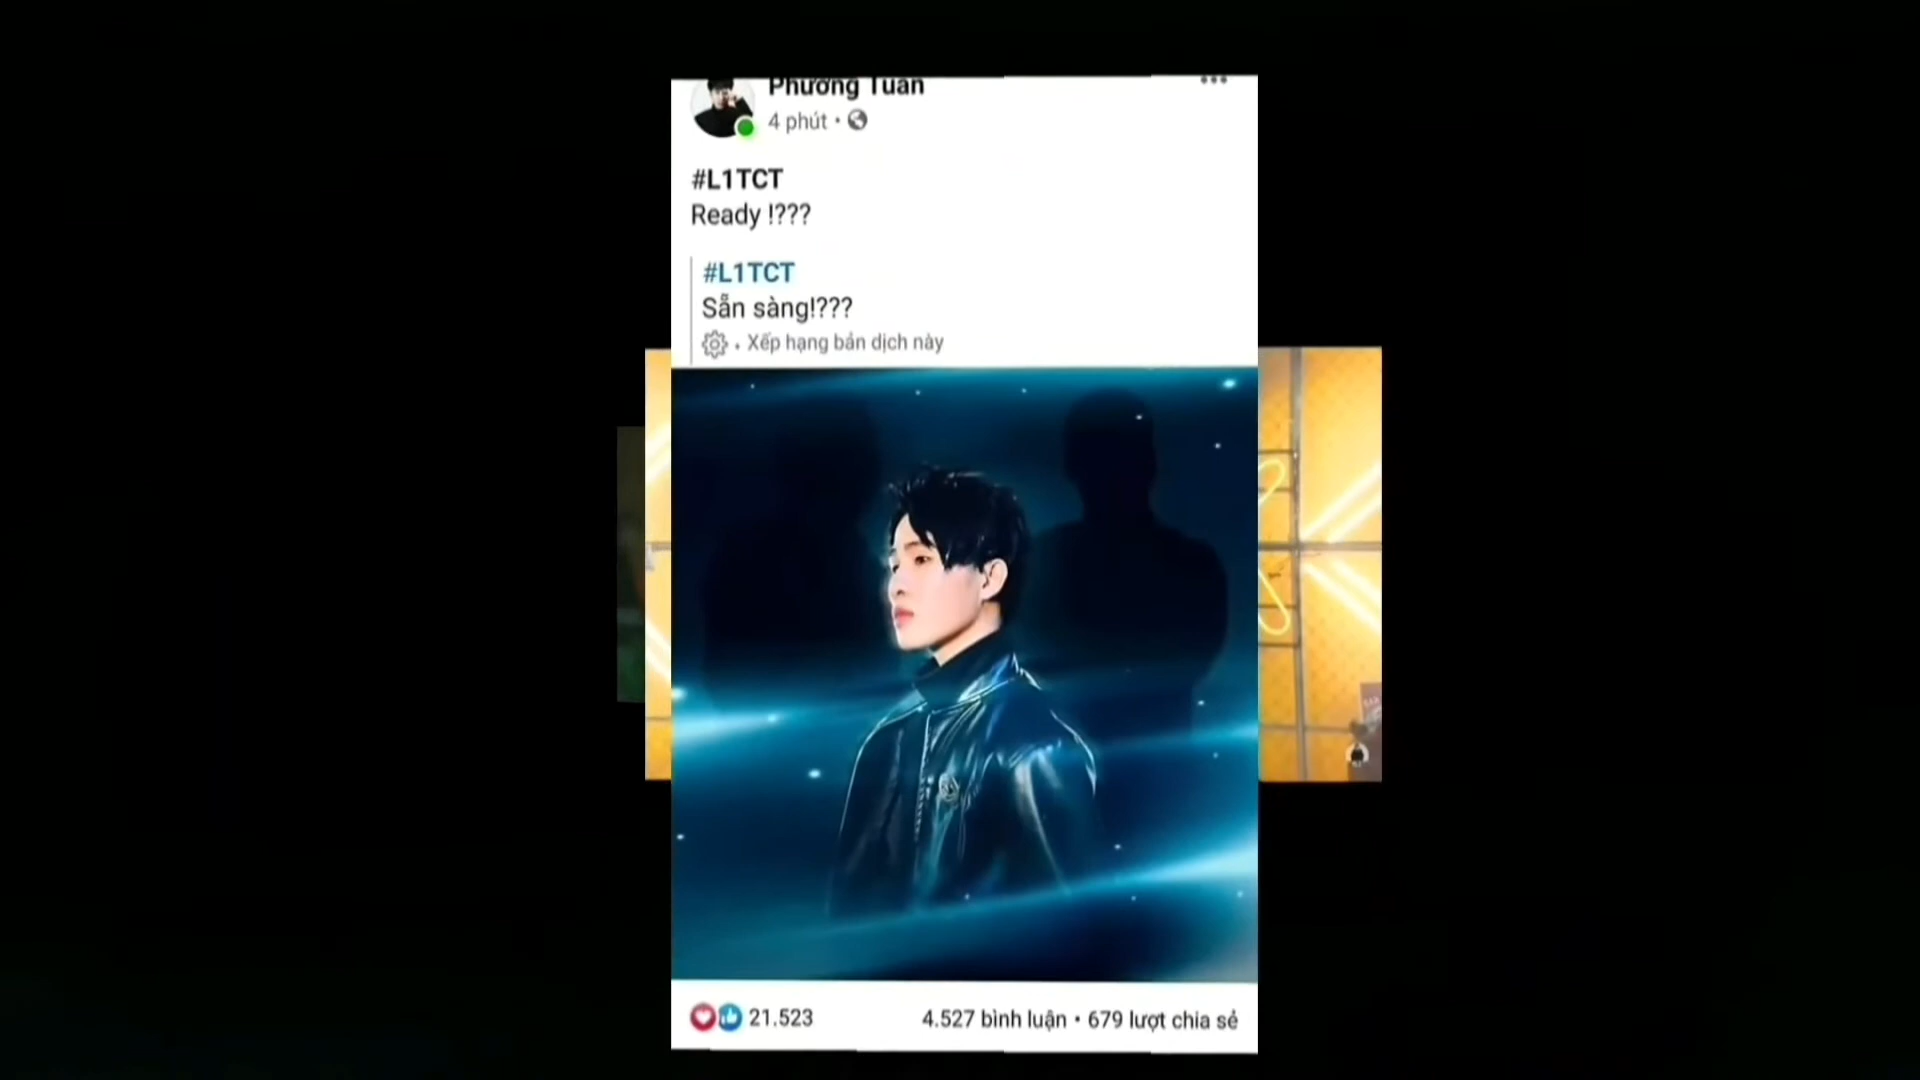 Phương Tuấn
4 phút •
#L1TCT
Ready !???
#L1TCT
Sẵn sàng!???
• Xếp hạng bản dịch này
21.523
4.527 bình luận • 679 lượt chia sẻ